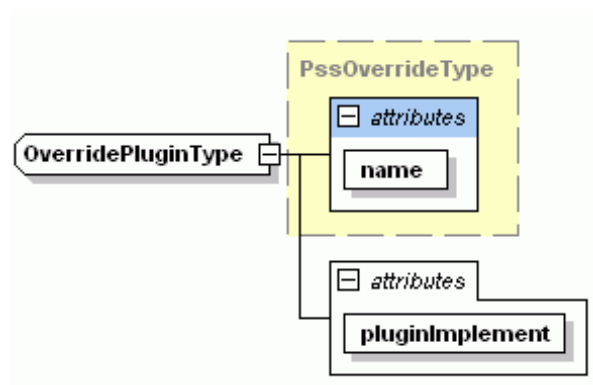 PssOverrideType
attributes
OverridePluginType
name
attributes
pluginImplement